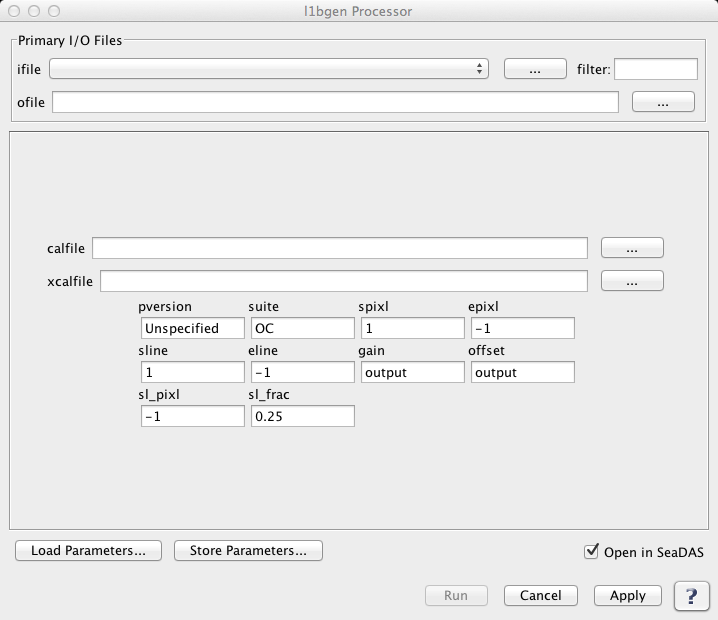 l1bgen Processor
Primary I/O Files
ifile ... filter:
ofile ...
calfile ...
xcalfile ...
pversion suite spixl epixl
Unspecified OC 1 -1
sline eline gain offset
1 -1 output output
sl_pixl sl_frac
-1 0.25
Load Parameters... Store Parameters... Open in SeaDAS
Run Cancel Apply ?